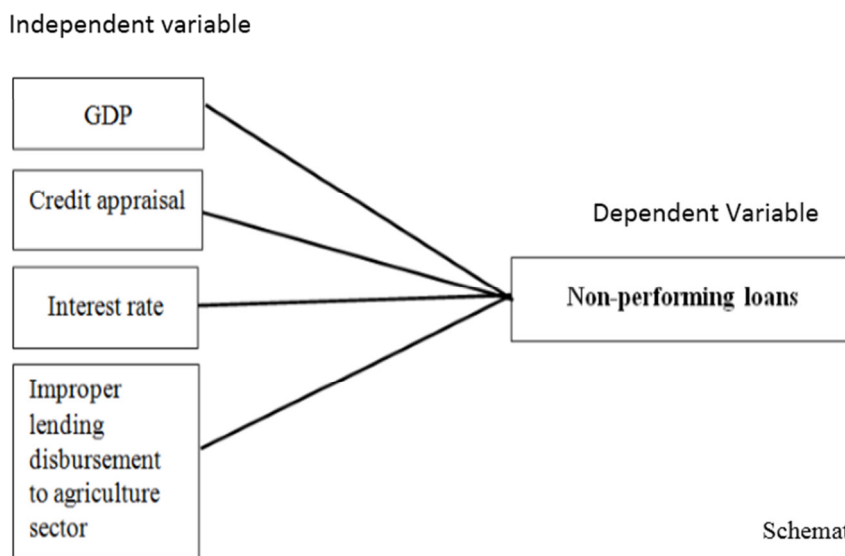 Independent variable
GDP
Credit appraisal
Dependent Variable
Interest rate
Non-performing loans
Improper
lending
disbursement
to agriculture
sector